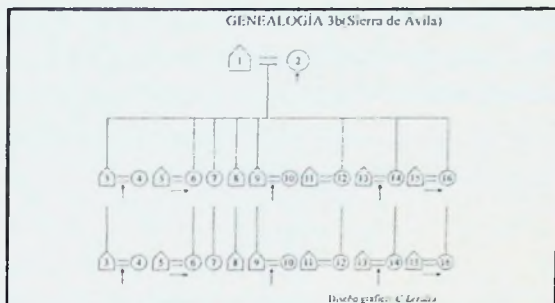 GENEALOGÍA 3b(Sierra de Avila)
1 2
3 4 5 6 7 8 9 10 11 12 13 14 15 16
3 4 5 6 7 8 9 10 11 12 13 14 15 16
Diseño gráfico: C